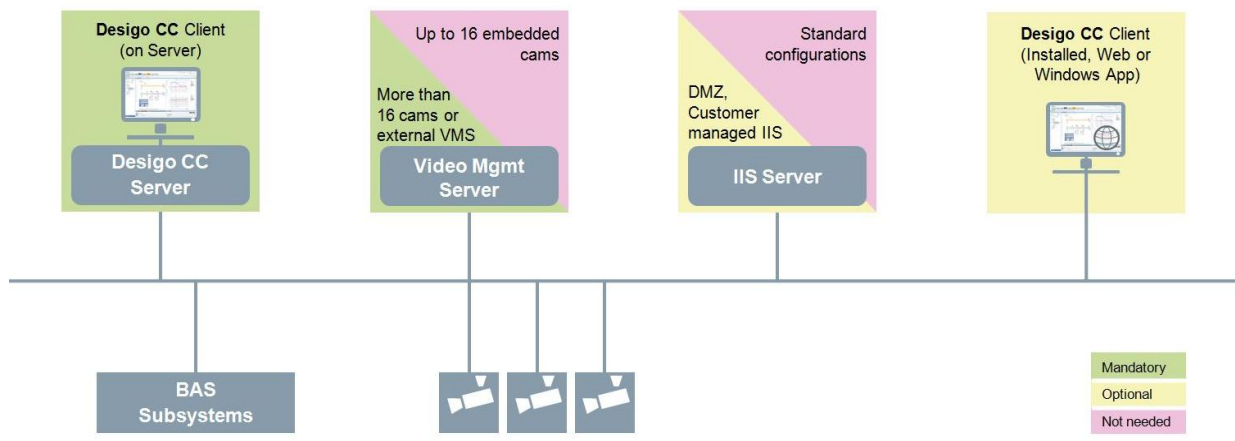 Desigo CC Client
(on Server)
Desigo CC
Server
Up to 16 embedded
cams
More than
16 cams or
external VMS
Video Mgmt
Server
Standard
configurations
DMZ,
Customer
managed IIS
IIS Server
Desigo CC Client
(Installed, Web or
Windows App)
BAS
Subsystems
Mandatory
Optional
Not needed